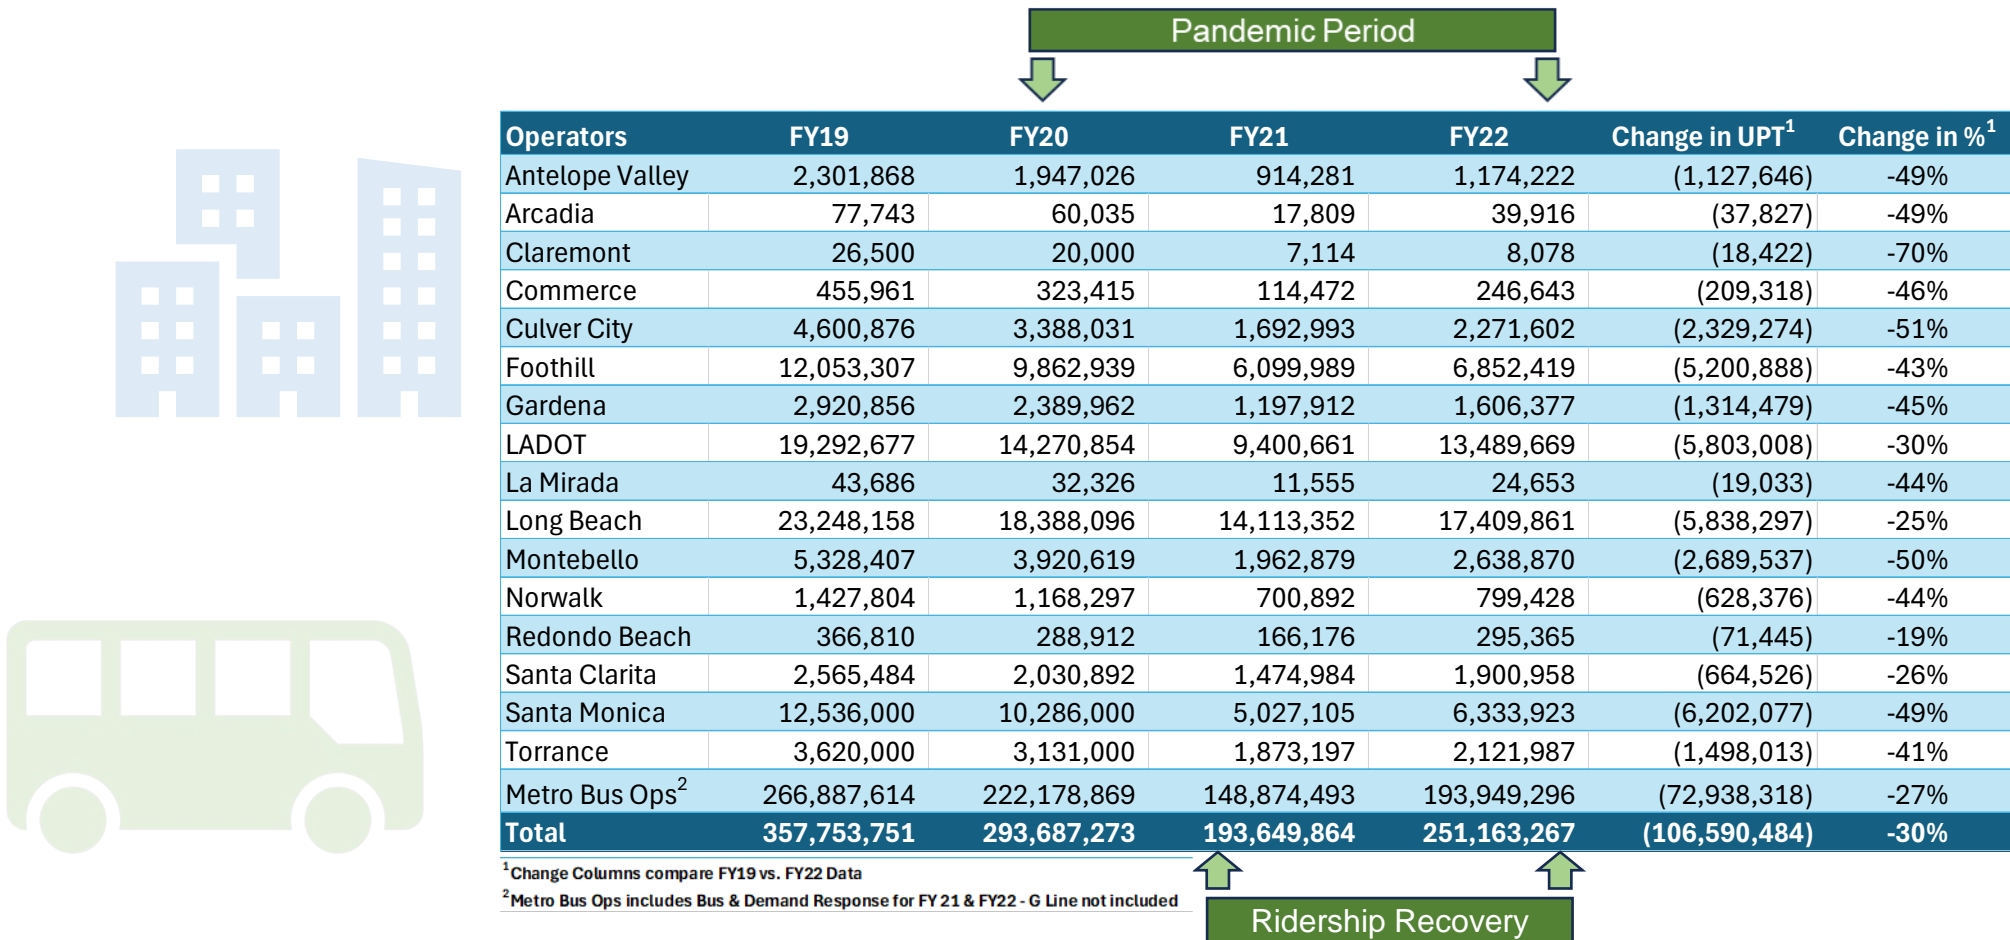 Pandemic Period
Operators FY19 FY20 FY21 FY22 Change in UPT¹ Change in %¹
Antelope Valley 2,301,868 1,947,026 914,281 1,174,222 (1,127,646) -49%
Arcadia 77,743 60,035 17,809 39,916 (37,827) -49%
Claremont 26,500 20,000 7,114 8,078 (18,422) -70%
Commerce 455,961 323,415 114,472 246,643 (209,318) -46%
Culver City 4,600,876 3,388,031 1,692,993 2,271,602 (2,329,274) -51%
Foothill 12,053,307 9,862,939 6,099,989 6,852,419 (5,200,888) -43%
Gardena 2,920,856 2,389,962 1,197,912 1,606,377 (1,314,479) -45%
LADOT 19,292,677 14,270,854 9,400,661 13,489,669 (5,803,008) -30%
La Mirada 43,686 32,326 11,555 24,653 (19,033) -44%
Long Beach 23,248,158 18,388,096 14,113,352 17,409,861 (5,838,297) -25%
Montebello 5,328,407 3,920,619 1,962,879 2,638,870 (2,689,537) -50%
Norwalk 1,427,804 1,168,297 700,892 799,428 (628,376) -44%
Redondo Beach 366,810 288,912 166,176 295,365 (71,445) -19%
Santa Clarita 2,565,484 2,030,892 1,474,984 1,900,958 (664,526) -26%
Santa Monica 12,536,000 10,286,000 5,027,105 6,333,923 (6,202,077) -49%
Torrance 3,620,000 3,131,000 1,873,197 2,121,987 (1,498,013) -41%
Metro Bus Ops² 266,887,614 222,178,869 148,874,493 193,949,296 (72,938,318) -27%
Total 357,753,751 293,687,273 193,649,864 251,163,267 (106,590,484) -30%
¹Change Columns compare FY19 vs. FY22 Data
²Metro Bus Ops includes Bus & Demand Response for FY 21 & FY22 - G Line not included
Ridership Recovery